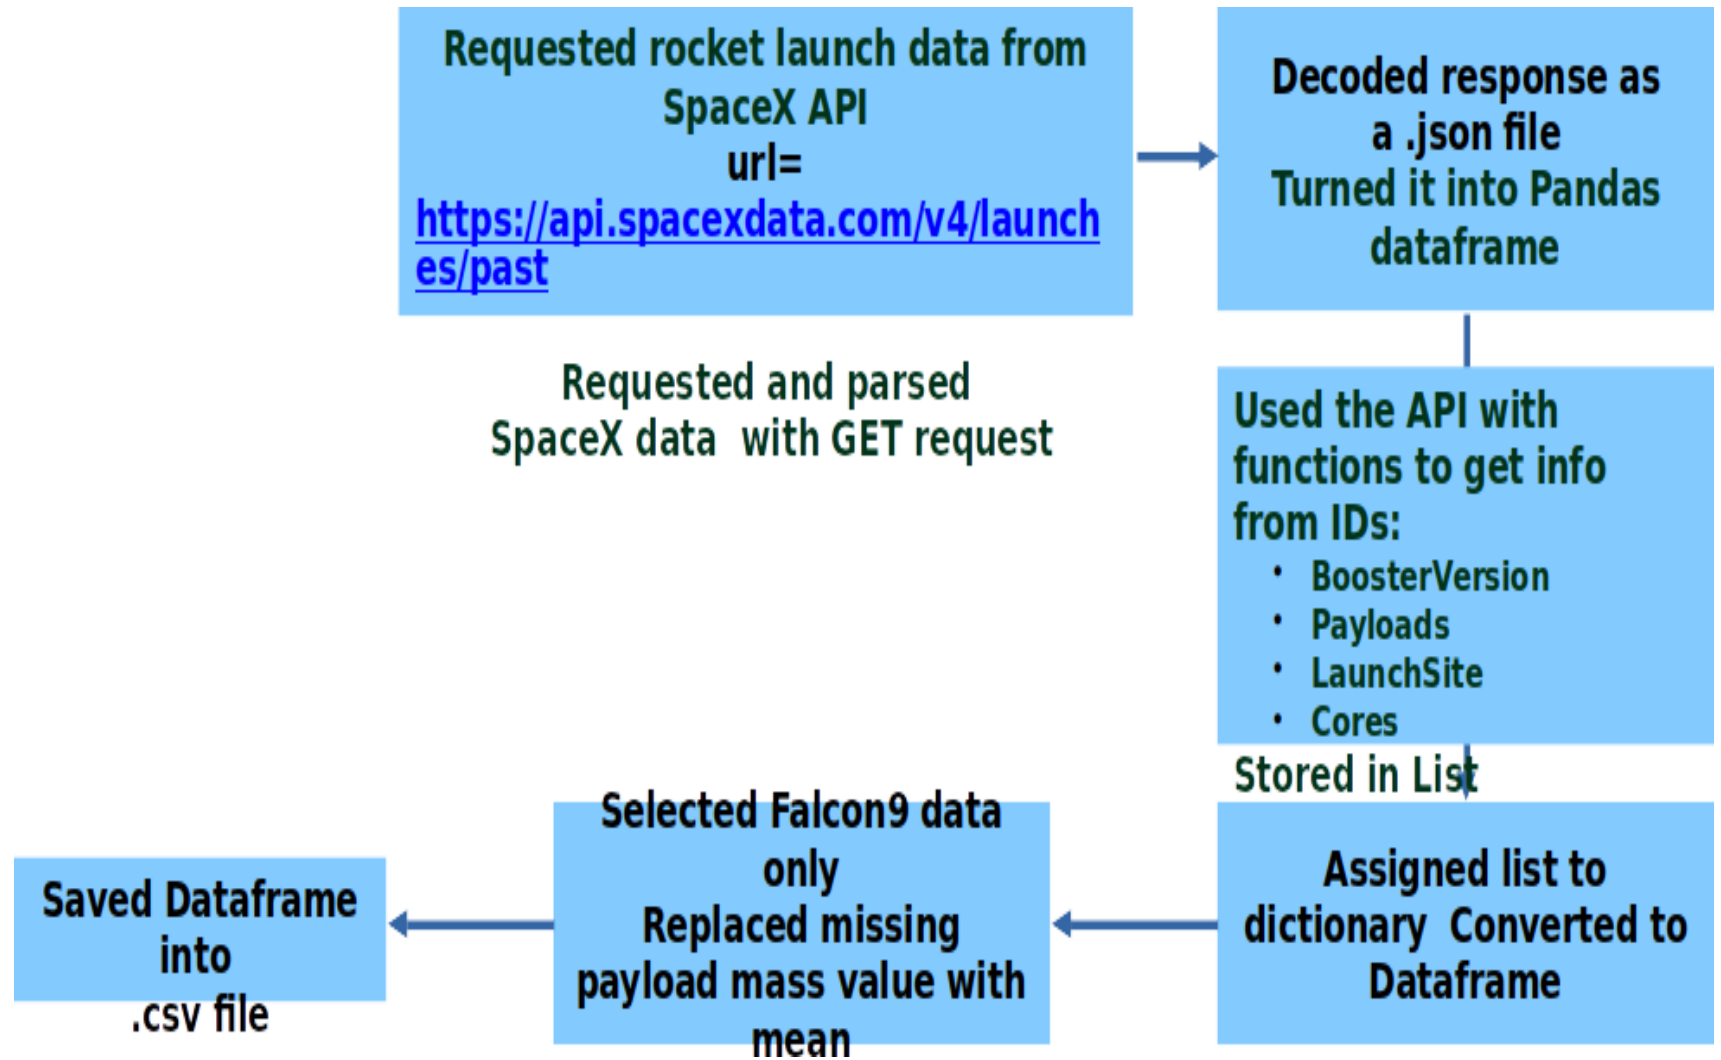 Requested rocket launch data from
SpaceX API
url=
https://api.spacexdata.com/v4/launch
es/past
Decoded response as
a .json file
Turned it into Pandas
dataframe
Requested and parsed
SpaceX data  with GET request
Used the API with
functions to get info
from IDs:
• BoosterVersion
• Payloads
• LaunchSite
• Cores
Stored in List
Assigned list to
dictionary  Converted to
Dataframe
Selected Falcon9 data
only
Replaced missing
payload mass value with
mean
Saved Dataframe
into
.csv file